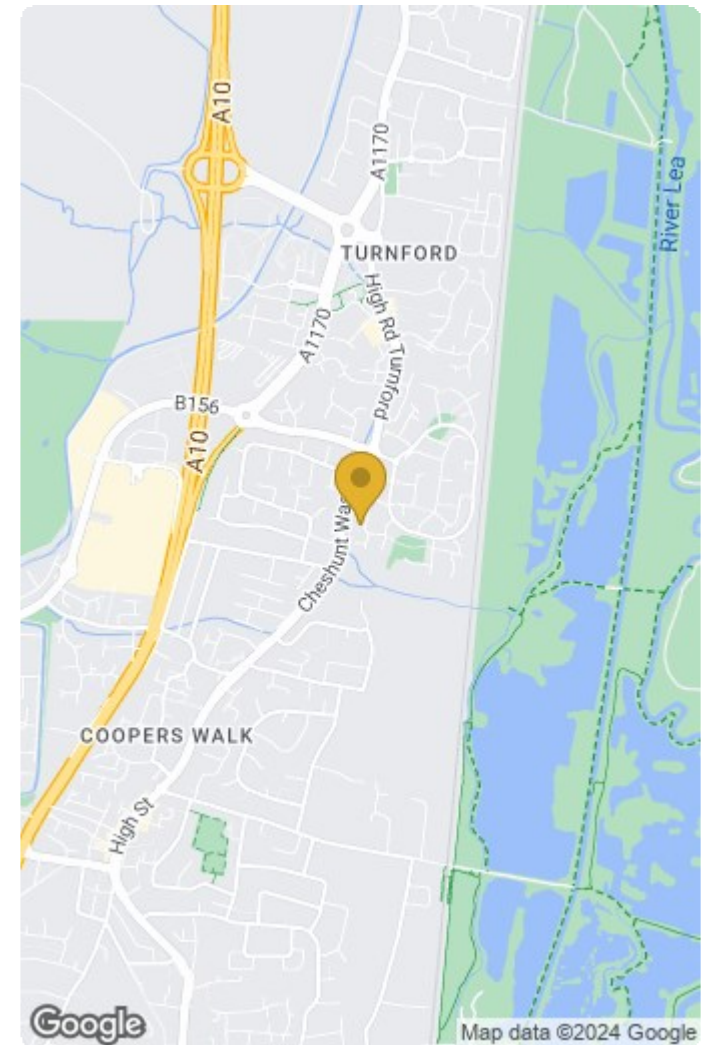 A10
A1170
River Lea
TURNFORD
High Rd Turnford
A1170
B156
A10
Cheshunt Was
COOPERS WALK
High St
Google
Map data ©2024 Google